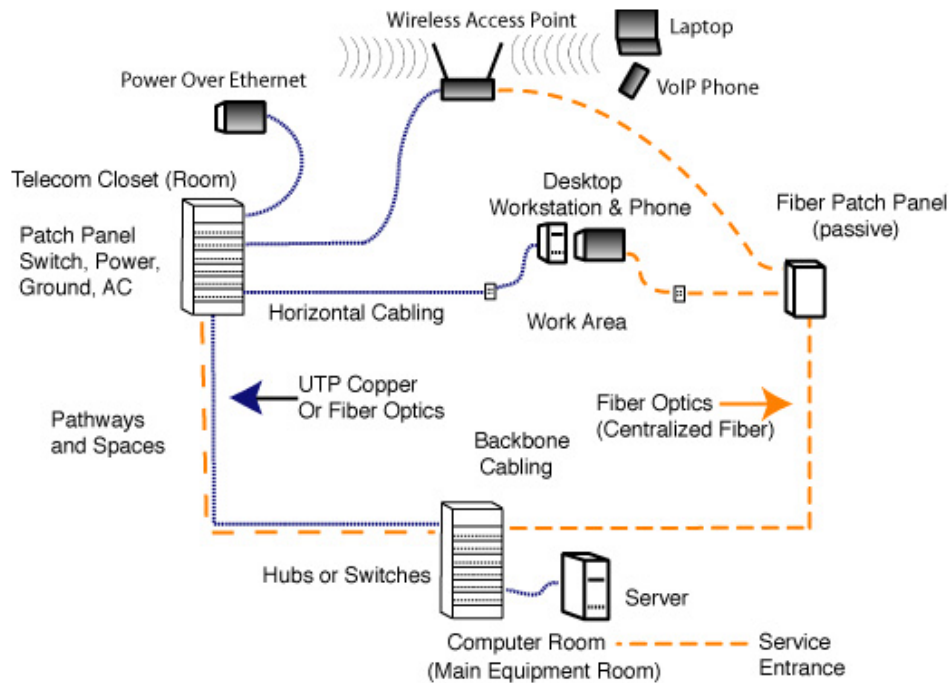 Wireless Access Point
Laptop
VoIP Phone
Power Over Ethernet
Telecom Closet (Room)
Patch Panel
Switch, Power,
Ground, AC
Desktop
Workstation & Phone
Fiber Patch Panel
(passive)
Horizontal Cabling
Work Area
UTP Copper
Or Fiber Optics
Fiber Optics
(Centralized Fiber)
Pathways
and Spaces
Backbone
Cabling
Hubs or Switches
Server
Computer Room
(Main Equipment Room)
Service
Entrance